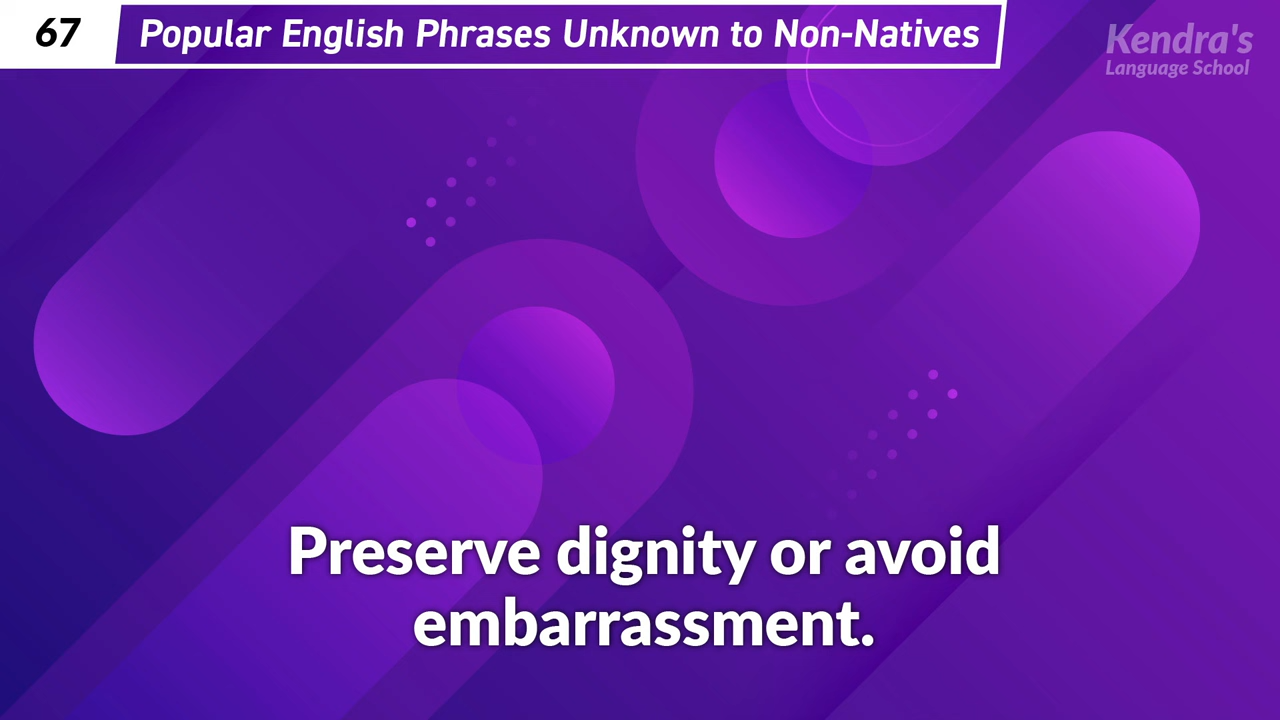 67
Popular English Phrases Unknown to Non-Natives
Kendra's
Language School
Preserve dignity or avoid
embarrassment.